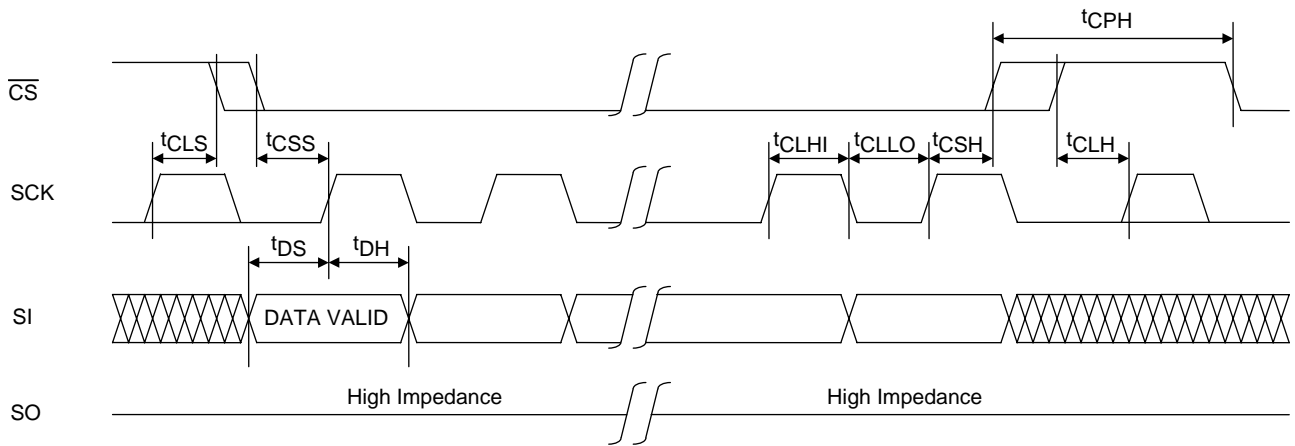 tCPH
CS
tCLS tCSS tCLHI tCLLO tCSH tCLH
SCK
tDS tDH
SI DATA VALID
High Impedance High Impedance
SO